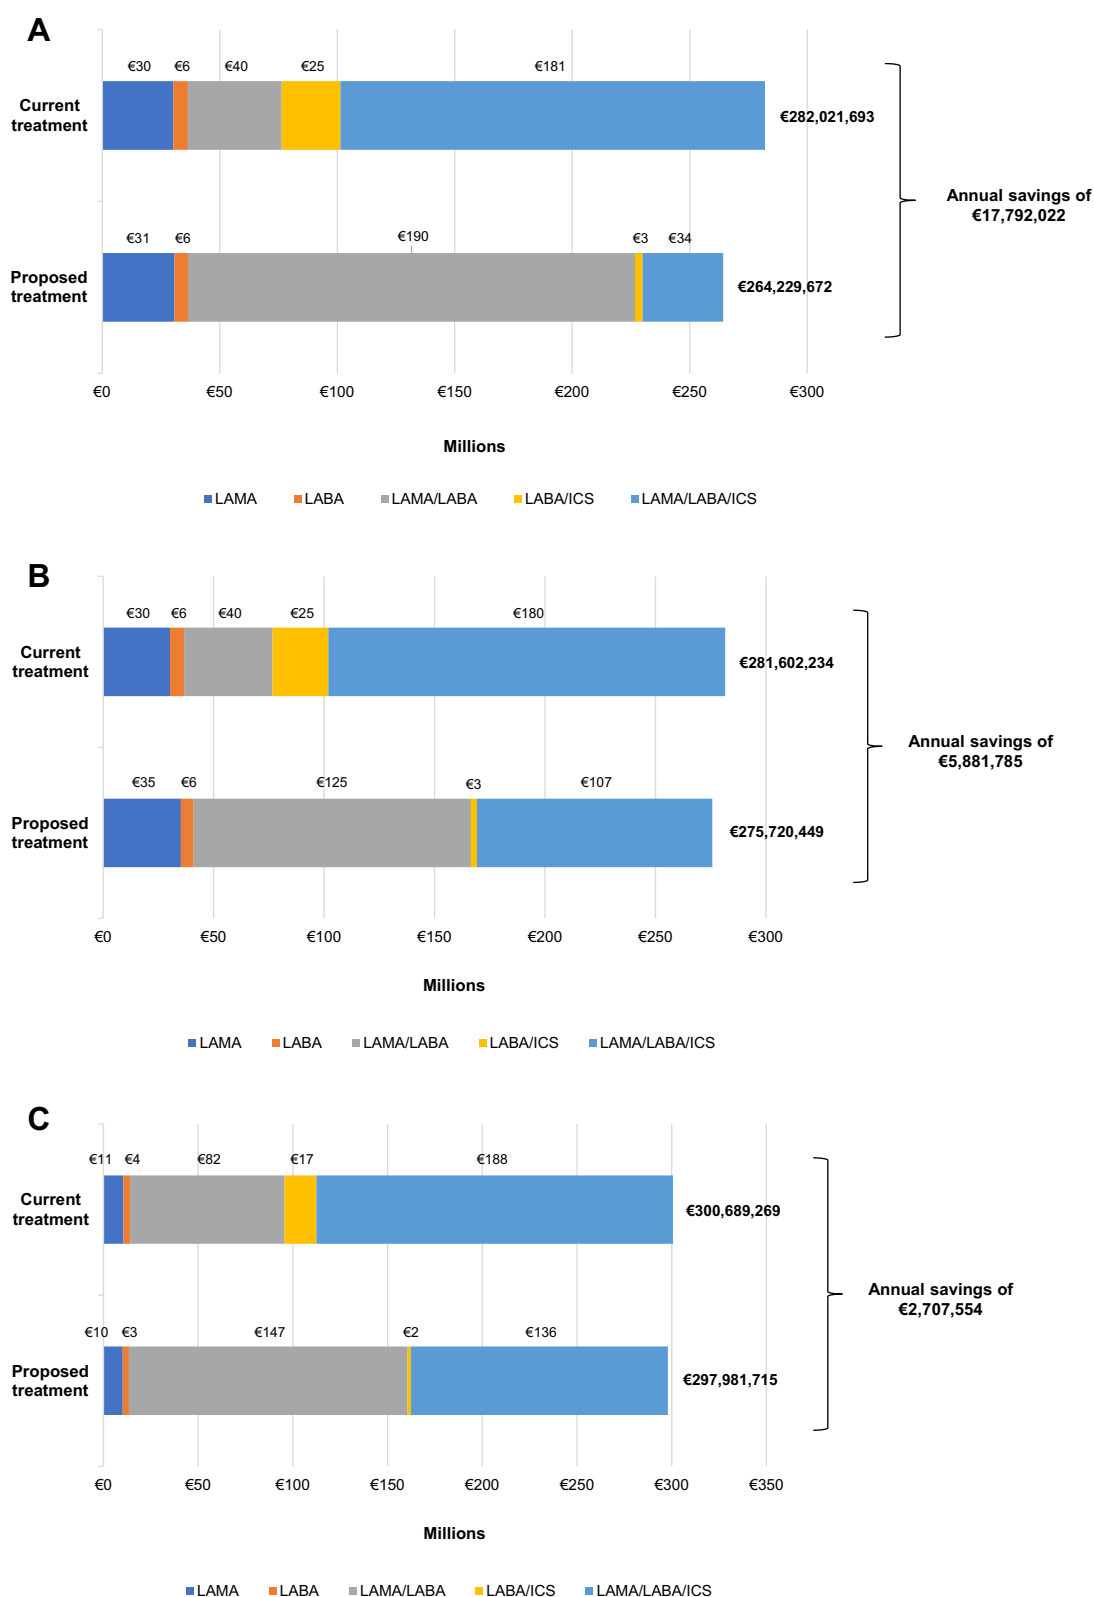 A
€30 €6 €40 €25 €181
Current
treatment
€282,021,693
Annual savings of
€17,792,022
€31 €6 €190 €3 €34
Proposed
treatment
€264,229,672
€0 €50 €100 €150 €200 €250 €300
Millions
LAMA LABA LAMA/LABA LABA/ICS LAMA/LABA/ICS
B
€30 €6 €40 €25 €180
Current
treatment
€281,602,234
Annual savings of
€5,881,785
€35 €6 €125 €3 €107
Proposed
treatment
€275,720,449
€0 €50 €100 €150 €200 €250 €300
Millions
LAMA LABA LAMA/LABA LABA/ICS LAMA/LABA/ICS
C
€11 €4 €82 €17 €188
Current
treatment
€300,689,269
Annual savings of
€2,707,554
€10 €3 €147 €2 €136
Proposed
treatment
€297,981,715
€0 €50 €100 €150 €200 €250 €300 €350
Millions
LAMA LABA LAMA/LABA LABA/ICS LAMA/LABA/ICS